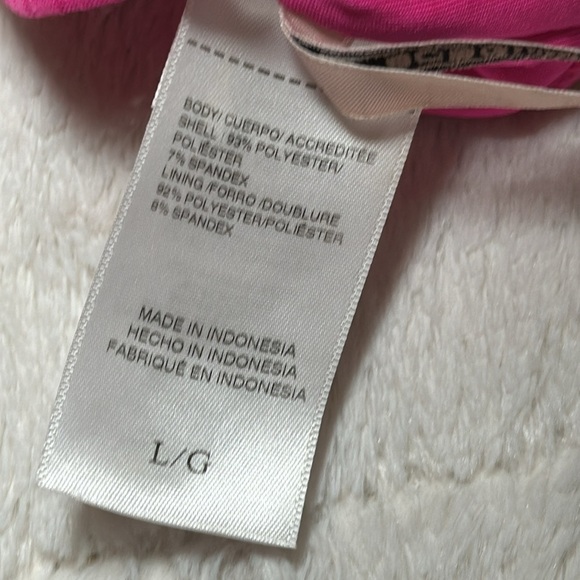 BODY/ CUERPO/ ACCREDITÉE
SHELL : 93% POLYESTER/
POLIÉSTER
7% SPANDEX
LINING /FORRO /DOUBLURE
92% POLYESTER/POLIÉSTER
8% SPANDEX
MADE IN INDONESIA
HECHO IN INDONESIA
FABRIQUÉ EN INDONESIA
L/G